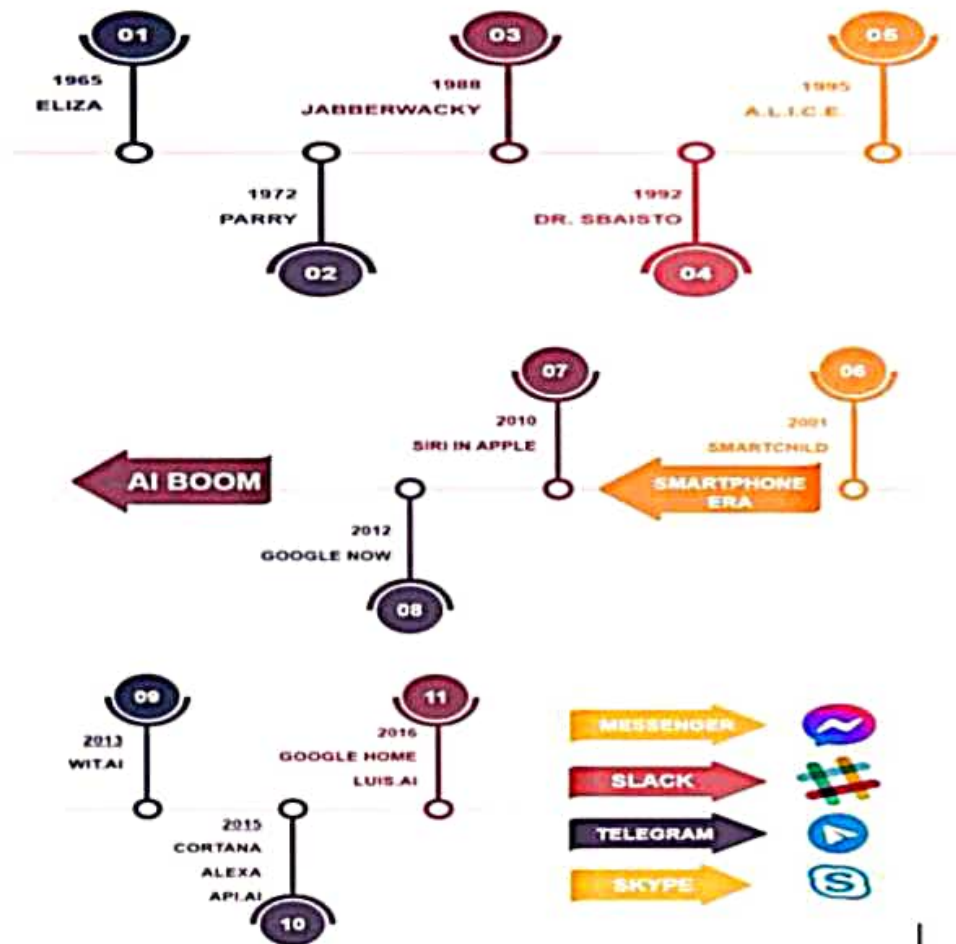 01
1965
ELIZA
1972
PARRY
02
03
1988
JABBERWACKY
1992
DR. SBAISTO
04
05
1995
A.L.I.C.E.
06
2001
SMARTCHILD
SMARTPHONE
ERA
07
2010
SIRI IN APPLE
2012
GOOGLE NOW
08
AI BOOM
09
2013
WIT.AI
2015
CORTANA
ALEXA
API.AI
10
11
2016
GOOGLE HOME
LUIS.AI
MESSENGER
SLACK
TELEGRAM
SKYPE
S